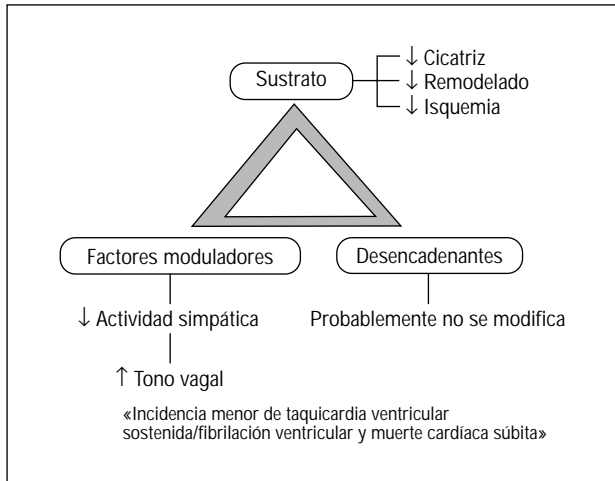 Sustrato
↓ Cicatriz
↓ Remodelado
↓ Isquemia
Factores moduladores
Desencadenantes
↓ Actividad simpática
Probablemente no se modifica
↑ Tono vagal
«Incidencia menor de taquicardia ventricular
sostenida/fibrilación ventricular y muerte cardíaca súbita»